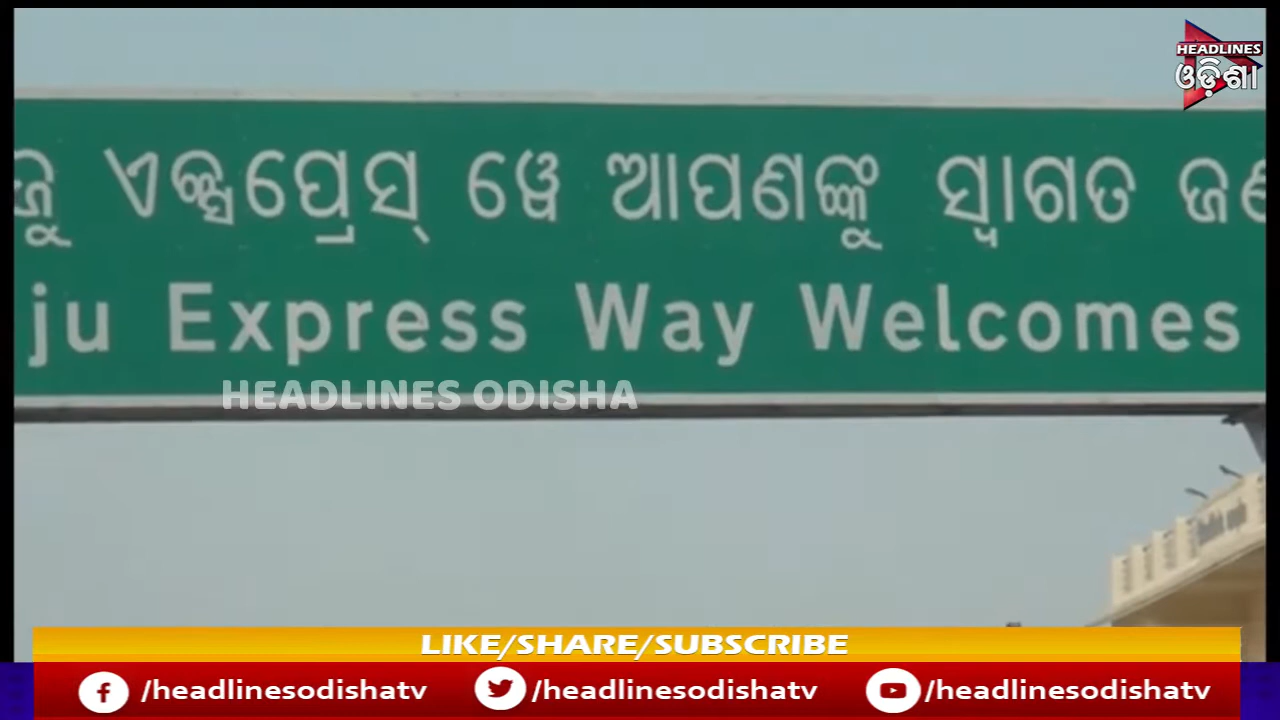 HEADLINES
ଓଡ଼ିଶା
ଜୁ ଏକ୍ସପ୍ରେସ୍ ୱେ ଆପଣଙ୍କୁ ସ୍ୱାଗତ
ju Express Way Welcomes
HEADLINES ODISHA
LIKE/SHARE/SUBSCRIBE
/headlinesodishatv /headlinesodishatv /headlinesodishatv